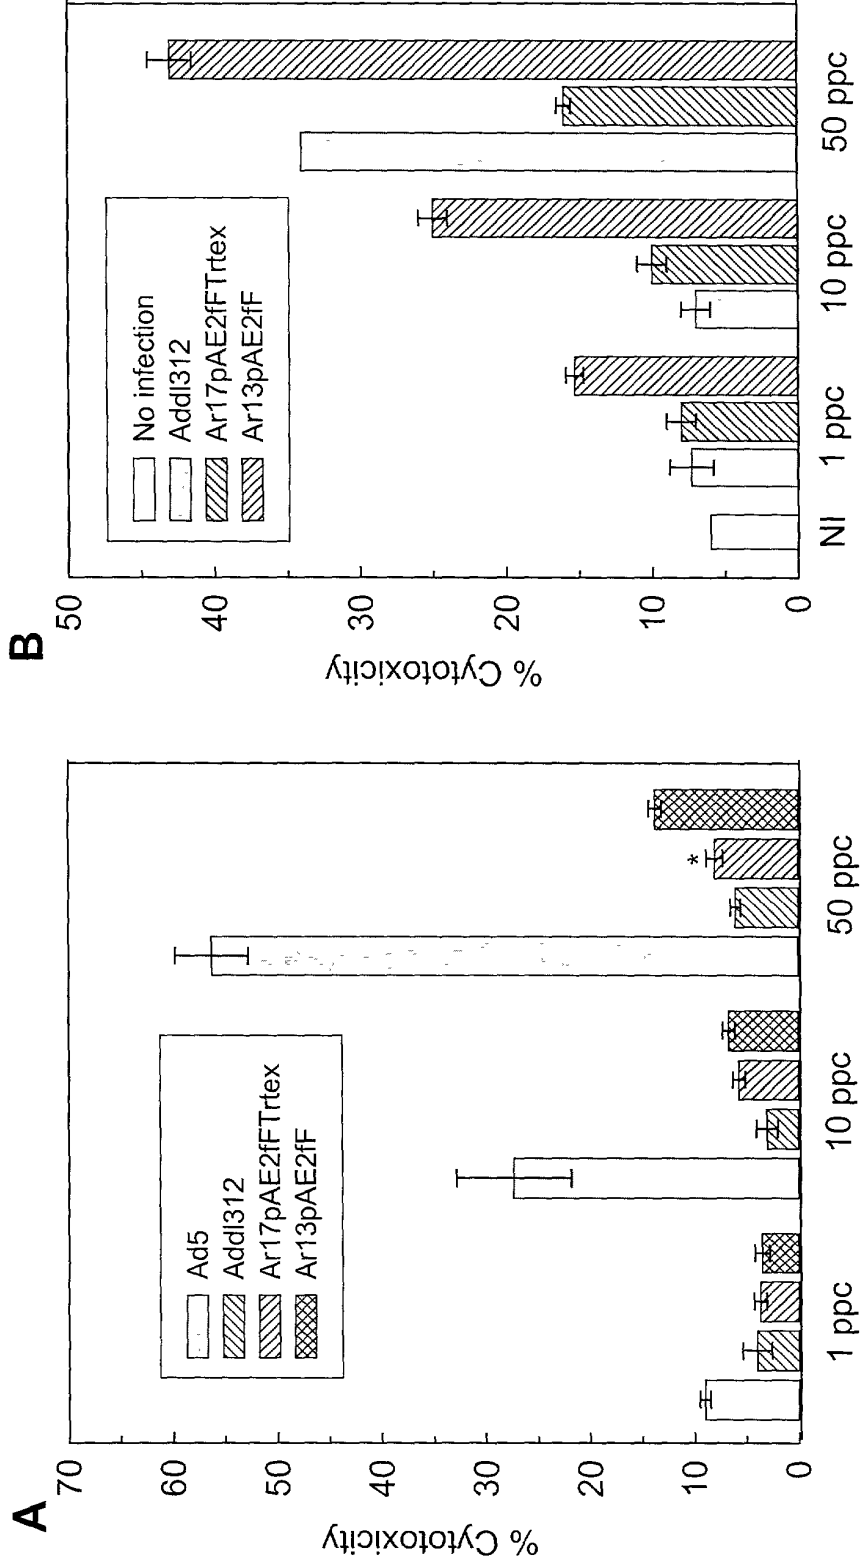 A
% Cytotoxicity
70
60
50
40
30
20
10
0
Ad5
Addl312
Ar17pAE2fFTrtex
Ar13pAE2fF
*
1 ppc
10 ppc
50 ppc
B
% Cytotoxicity
50
40
30
20
10
0
No infection
Addl312
Ar17pAE2fFTrtex
Ar13pAE2fF
NI
1 ppc
10 ppc
50 ppc